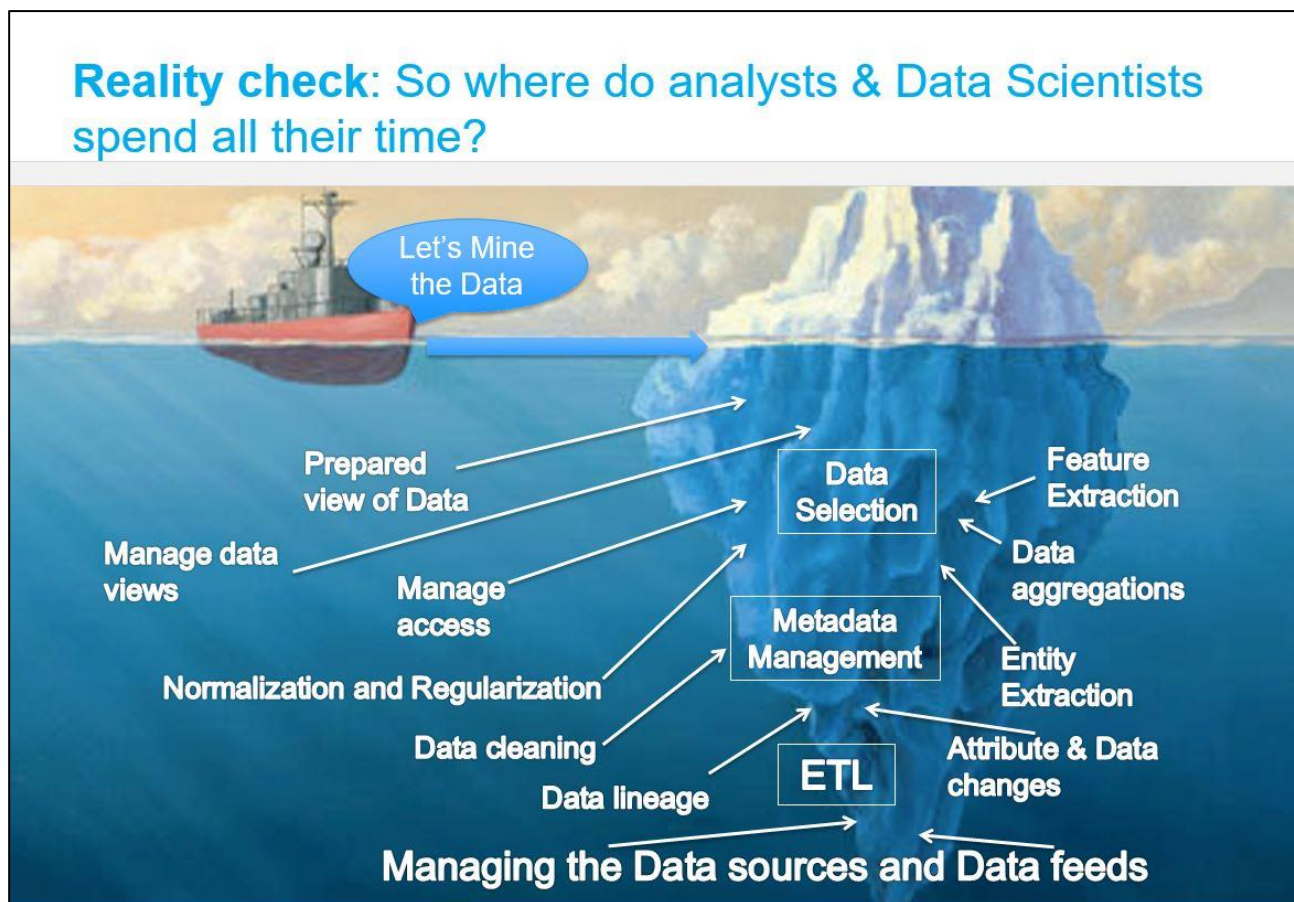 Reality check: So where do analysts & Data Scientists
spend all their time?
Let's Mine
the Data
Prepared
view of Data
Data
Selection
Feature
Extraction
Manage data
views
Manage
access
Data
aggregations
Metadata
Management
Normalization and Regularization
Entity
Extraction
Data cleaning
Attribute & Data
changes
Data lineage
ETL
Managing the Data sources and Data feeds